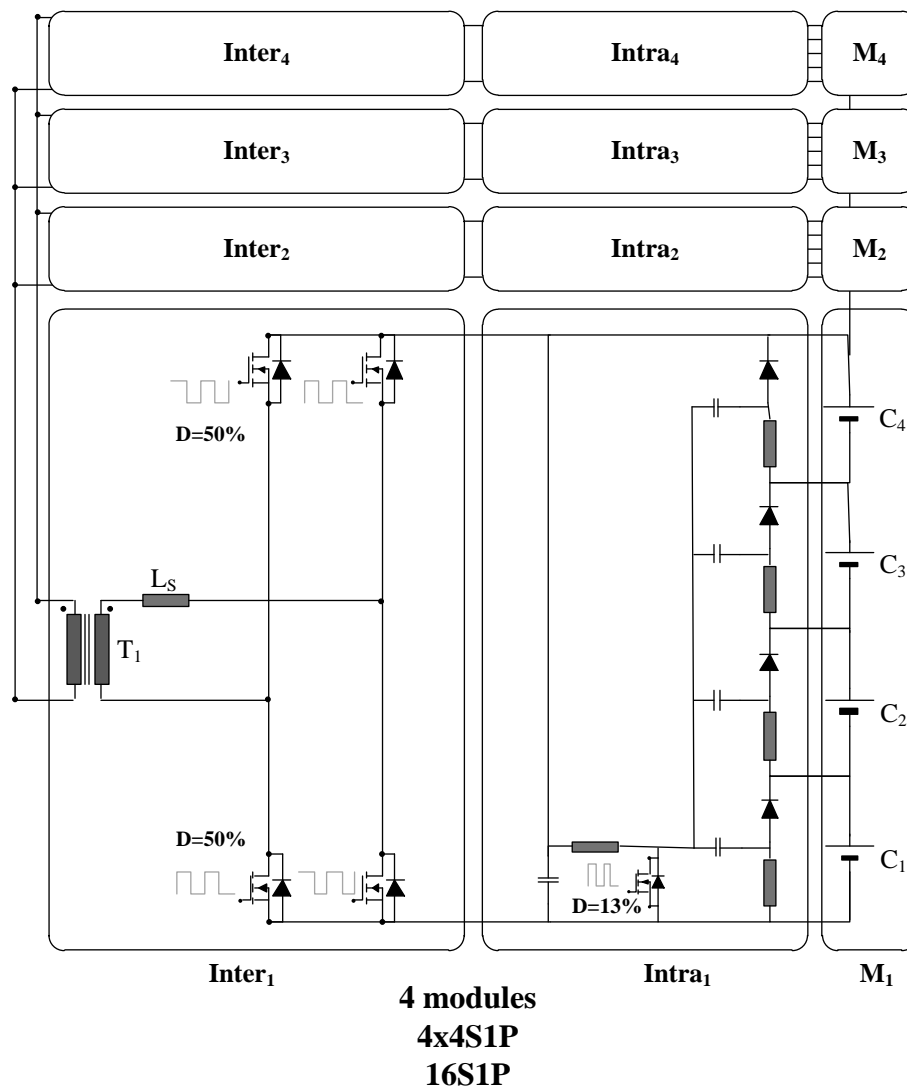 Inter₄ Intra₄ M₄
Inter₃ Intra₃ M₃
Inter₂ Intra₂ M₂
D=50%
C₄
C₃
L_S
T₁
C₂
D=50%
C₁
D=13%
Inter₁ Intra₁ M₁
4 modules
4x4S1P
16S1P